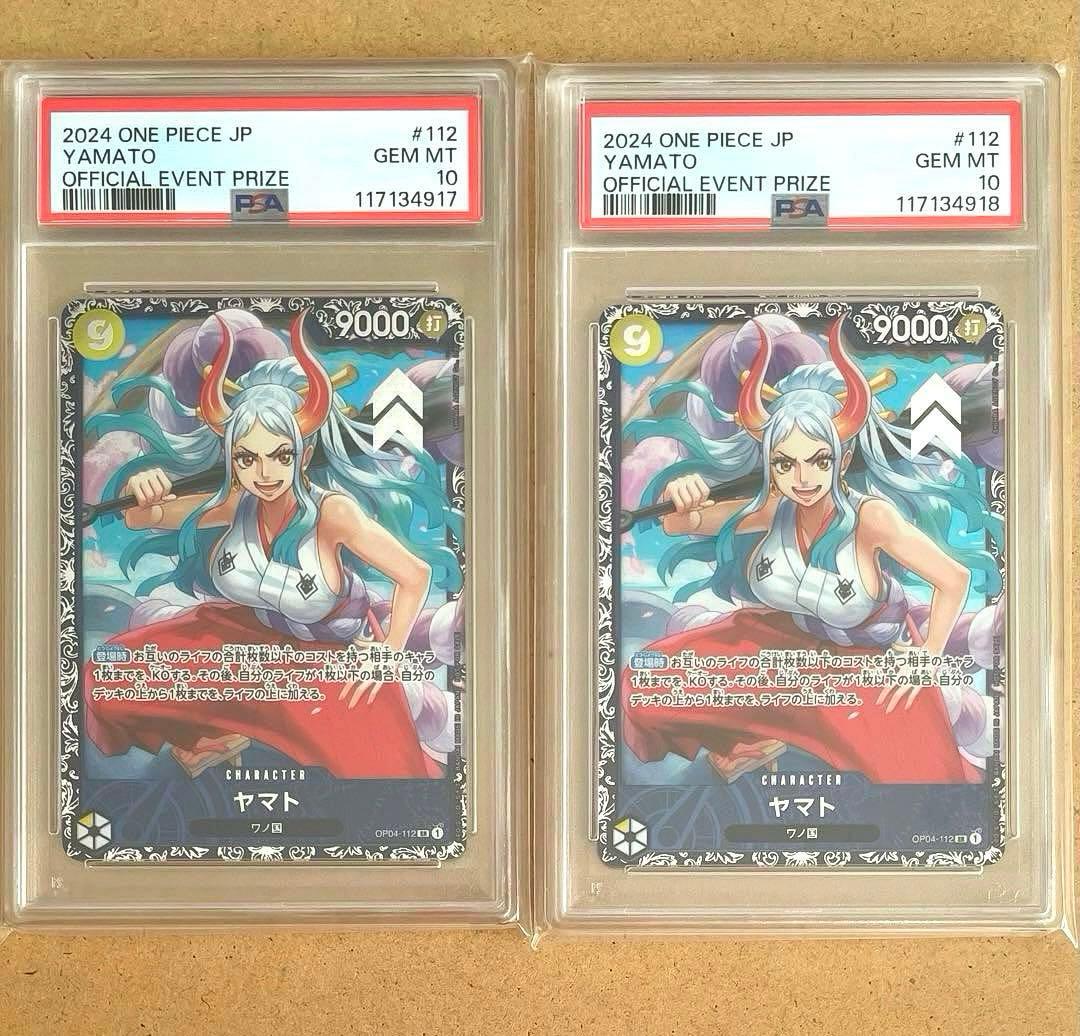 2024 ONE PIECE JP #112
YAMATO GEM MT
OFFICIAL EVENT PRIZE 10
PSA 117134917
9 9000 打
登場時 お互いのライフの合計枚数以下のコストを持つ相手のキャラ
1枚までを、KOする。その後、自分のライフが1枚以下の場合、自分の
デッキの上から1枚までを、ライフの上に加える。
CHARACTER
ヤマト
ワノ国
OP04-112 SR 1
2024 ONE PIECE JP #112
YAMATO GEM MT
OFFICIAL EVENT PRIZE 10
PSA 117134918
9 9000 打
登場時 お互いのライフの合計枚数以下のコストを持つ相手のキャラ
1枚までを、KOする。その後、自分のライフが1枚以下の場合、自分の
デッキの上から1枚までを、ライフの上に加える。
CHARACTER
ヤマト
ワノ国
OP04-112 SR 1